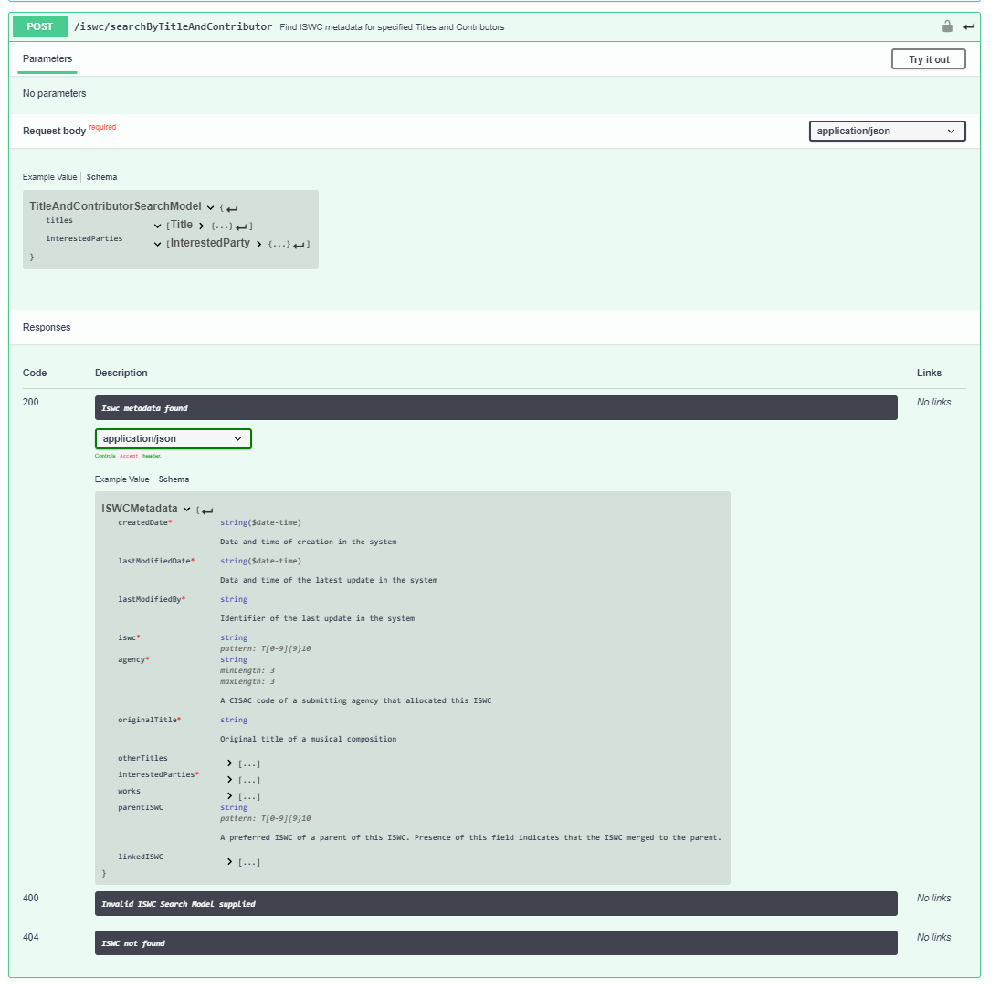 POST /iswc/searchByTitleAndContributor Find ISWC metadata for specified Titles and Contributors
Parameters
Try it out
No parameters
Request body required
application/json
Example Value | Schema
TitleAndContributorSearchModel {
titles [Title {...} ]
interestedParties [InterestedParty {...} ]
}
Responses
Code Description Links
200 Iswc metadata found No links
application/json
Controls Accept header.
Example Value | Schema
ISWCMetadata {
createdDate* string($date-time)
Data and time of creation in the system
lastModifiedDate* string($date-time)
Data and time of the latest update in the system
lastModifiedBy* string
Identifier of the last update in the system
iswc* string
pattern: T[0-9]{9}10
agency* string
minLength: 3
maxLength: 3
A CISAC code of a submitting agency that allocated this ISWC
originalTitle* string
Original title of a musical composition
otherTitles [...]
interestedParties* [...]
works [...]
parentISWC string
pattern: T[0-9]{9}10
A preferred ISWC of a parent of this ISWC. Presence of this field indicates that the ISWC merged to the parent.
linkedISWC [...]
}
400 Invalid ISWC Search Model supplied No links
404 ISWC not found No links